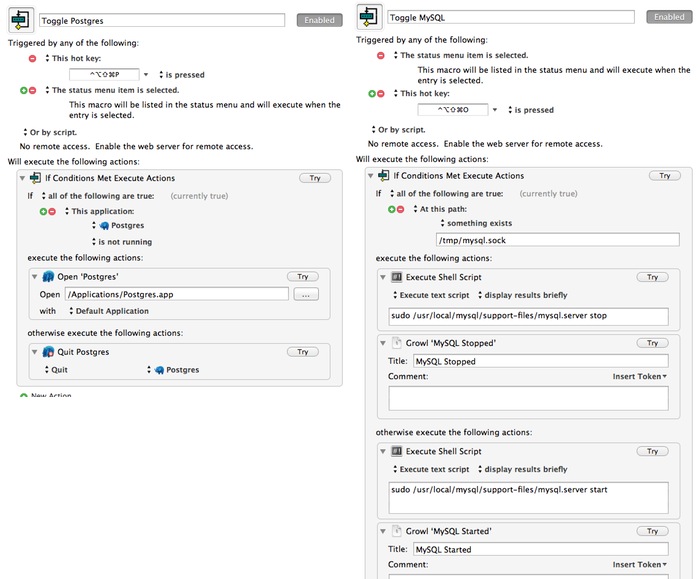 Toggle Postgres
Enabled
Triggered by any of the following:
This hot key:
^⌥⇧⌘P
is pressed
The status menu item is selected.
This macro will be listed in the status menu and will execute when the
entry is selected.
Or by script.
No remote access. Enable the web server for remote access.
Will execute the following actions:
If Conditions Met Execute Actions
Try
If all of the following are true: (currently true)
This application:
Postgres
is not running
execute the following actions:
Open 'Postgres'
Try
Open /Applications/Postgres.app ...
with Default Application
otherwise execute the following actions:
Quit Postgres
Try
Quit Postgres
New Action
Toggle MySQL
Enabled
Triggered by any of the following:
The status menu item is selected.
This macro will be listed in the status menu and will execute when the
entry is selected.
This hot key:
^⌥⇧⌘O
is pressed
Or by script.
No remote access. Enable the web server for remote access.
Will execute the following actions:
If Conditions Met Execute Actions
Try
If all of the following are true: (currently true)
At this path:
something exists
/tmp/mysql.sock
execute the following actions:
Execute Shell Script
Try
Execute text script display results briefly
sudo /usr/local/mysql/support-files/mysql.server stop
Growl 'MySQL Stopped'
Try
Title: MySQL Stopped
Comment: Insert Token
otherwise execute the following actions:
Execute Shell Script
Try
Execute text script display results briefly
sudo /usr/local/mysql/support-files/mysql.server start
Growl 'MySQL Started'
Try
Title: MySQL Started
Comment: Insert Token